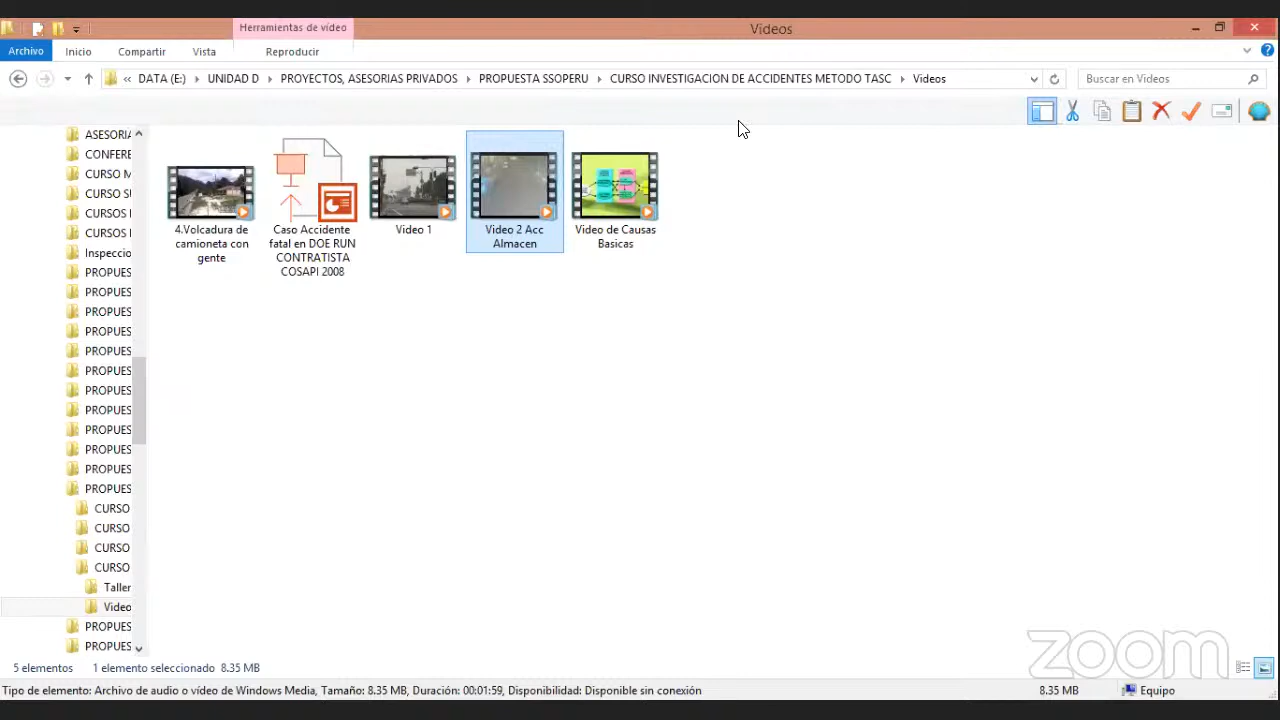 Herramientas de vídeo
Videos
Archivo
Inicio
Compartir
Vista
Reproducir
« DATA (E:) › UNIDAD D › PROYECTOS, ASESORIAS PRIVADOS › PROPUESTA SSOPERU › CURSO INVESTIGACION DE ACCIDENTES METODO TASC › Videos
Buscar en Videos
ASESORIA
CONFERE
CURSO M
CURSO SU
CURSOS I
CURSOS I
Inspeccio
PROPUES
PROPUES
PROPUES
PROPUES
PROPUES
PROPUES
PROPUES
PROPUES
PROPUES
PROPUES
PROPUES
PROPUES
CURSO
CURSO
CURSO
CURSO
Taller
Video
PROPUES
PROPUES
4.Volcadura de
camioneta con
gente
Caso Accidente
fatal en DOE RUN
CONTRATISTA
COSAPI 2008
Video 1
Video 2 Acc
Almacen
Video de Causas
Basicas
zoom
5 elementos
1 elemento seleccionado 8.35 MB
Tipo de elemento: Archivo de audio o vídeo de Windows Media, Tamaño: 8.35 MB, Duración: 00:01:59, Disponibilidad: Disponible sin conexión
8.35 MB
Equipo